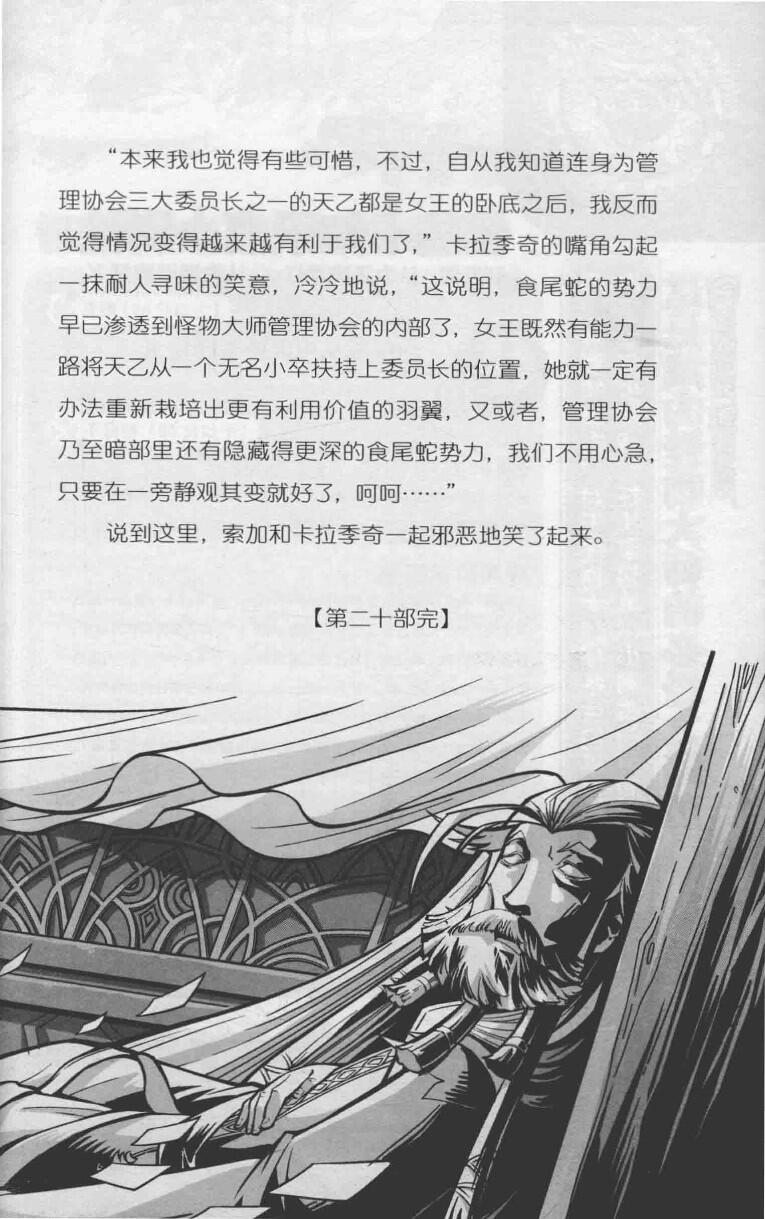 “本来我也觉得有些可惜，不过，自从我知道连身为管
理协会三大委员长之一的天乙都是女王的卧底之后，我反而
觉得情况变得越来越有利于我们了，”卡拉季奇的嘴角勾起
一抹耐人寻味的笑意，冷冷地说，“这说明，食尾蛇的势力
早已渗透到怪物大师管理协会的内部了，女王既然有能力一
路将天乙从一个无名小卒扶持上委员长的位置，她就一定有
办法重新栽培出更有利用价值的羽翼，又或者，管理协会
乃至暗部里还有隐藏得更深的食尾蛇势力，我们不用心急，
只要在一旁静观其变就好了，呵呵……”
说到这里，索加和卡拉季奇一起邪恶地笑了起来。
【第二十部完】